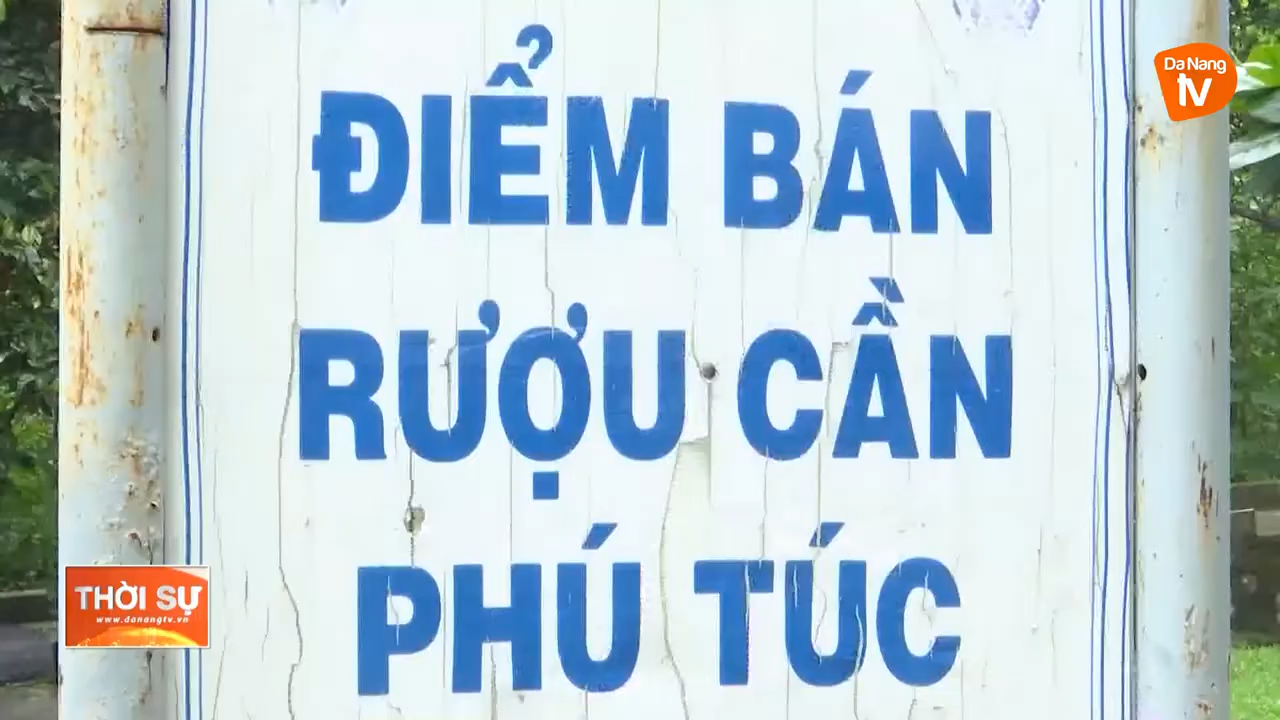 Da Nang
TV
ĐIỂM BÁN
RƯỢU CẦN
PHÚ TÚC
THỜI SỰ
www.danangtv.vn